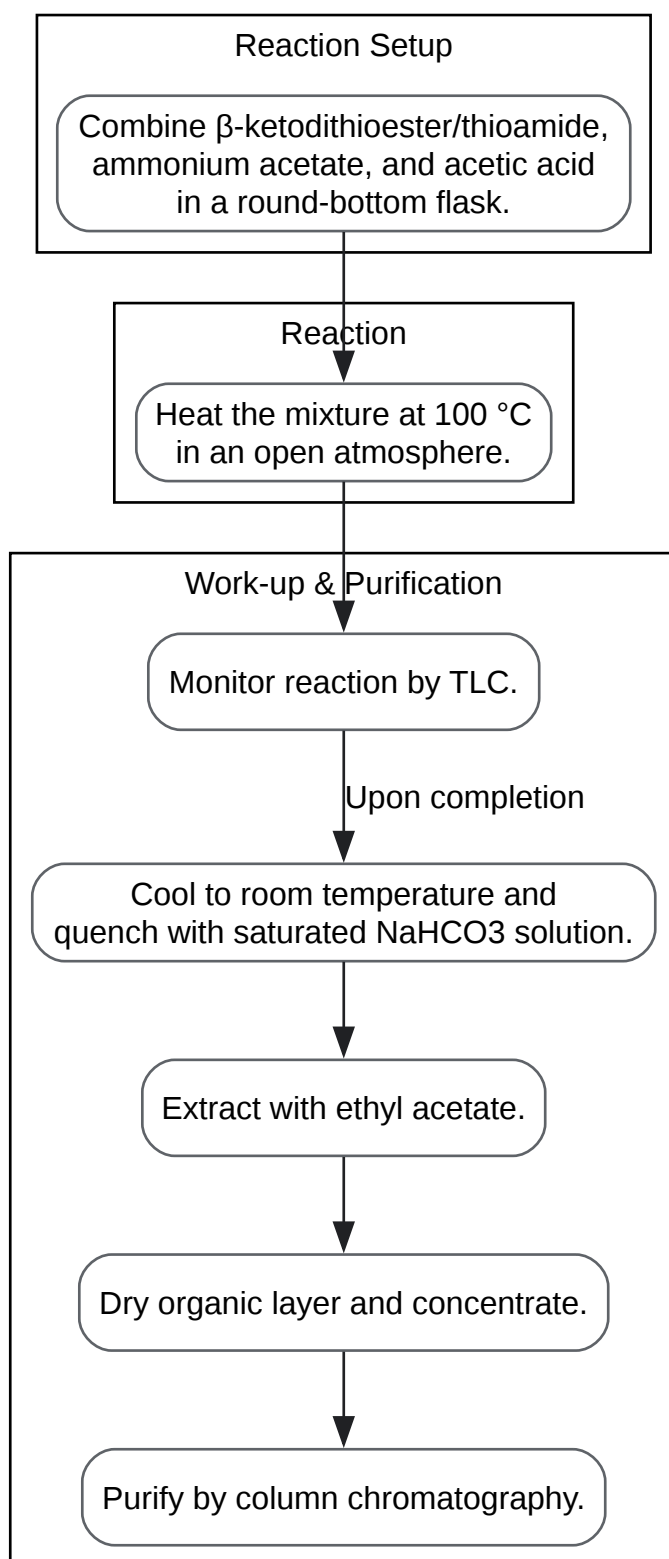 Reaction Setup
Combine β-ketodithioester/thioamide,
ammonium acetate, and acetic acid
in a round-bottom flask.
Reaction
Heat the mixture at 100 °C
in an open atmosphere.
Work-up & Purification
Monitor reaction by TLC.
Upon completion
Cool to room temperature and
quench with saturated NaHCO3 solution.
Extract with ethyl acetate.
Dry organic layer and concentrate.
Purify by column chromatography.